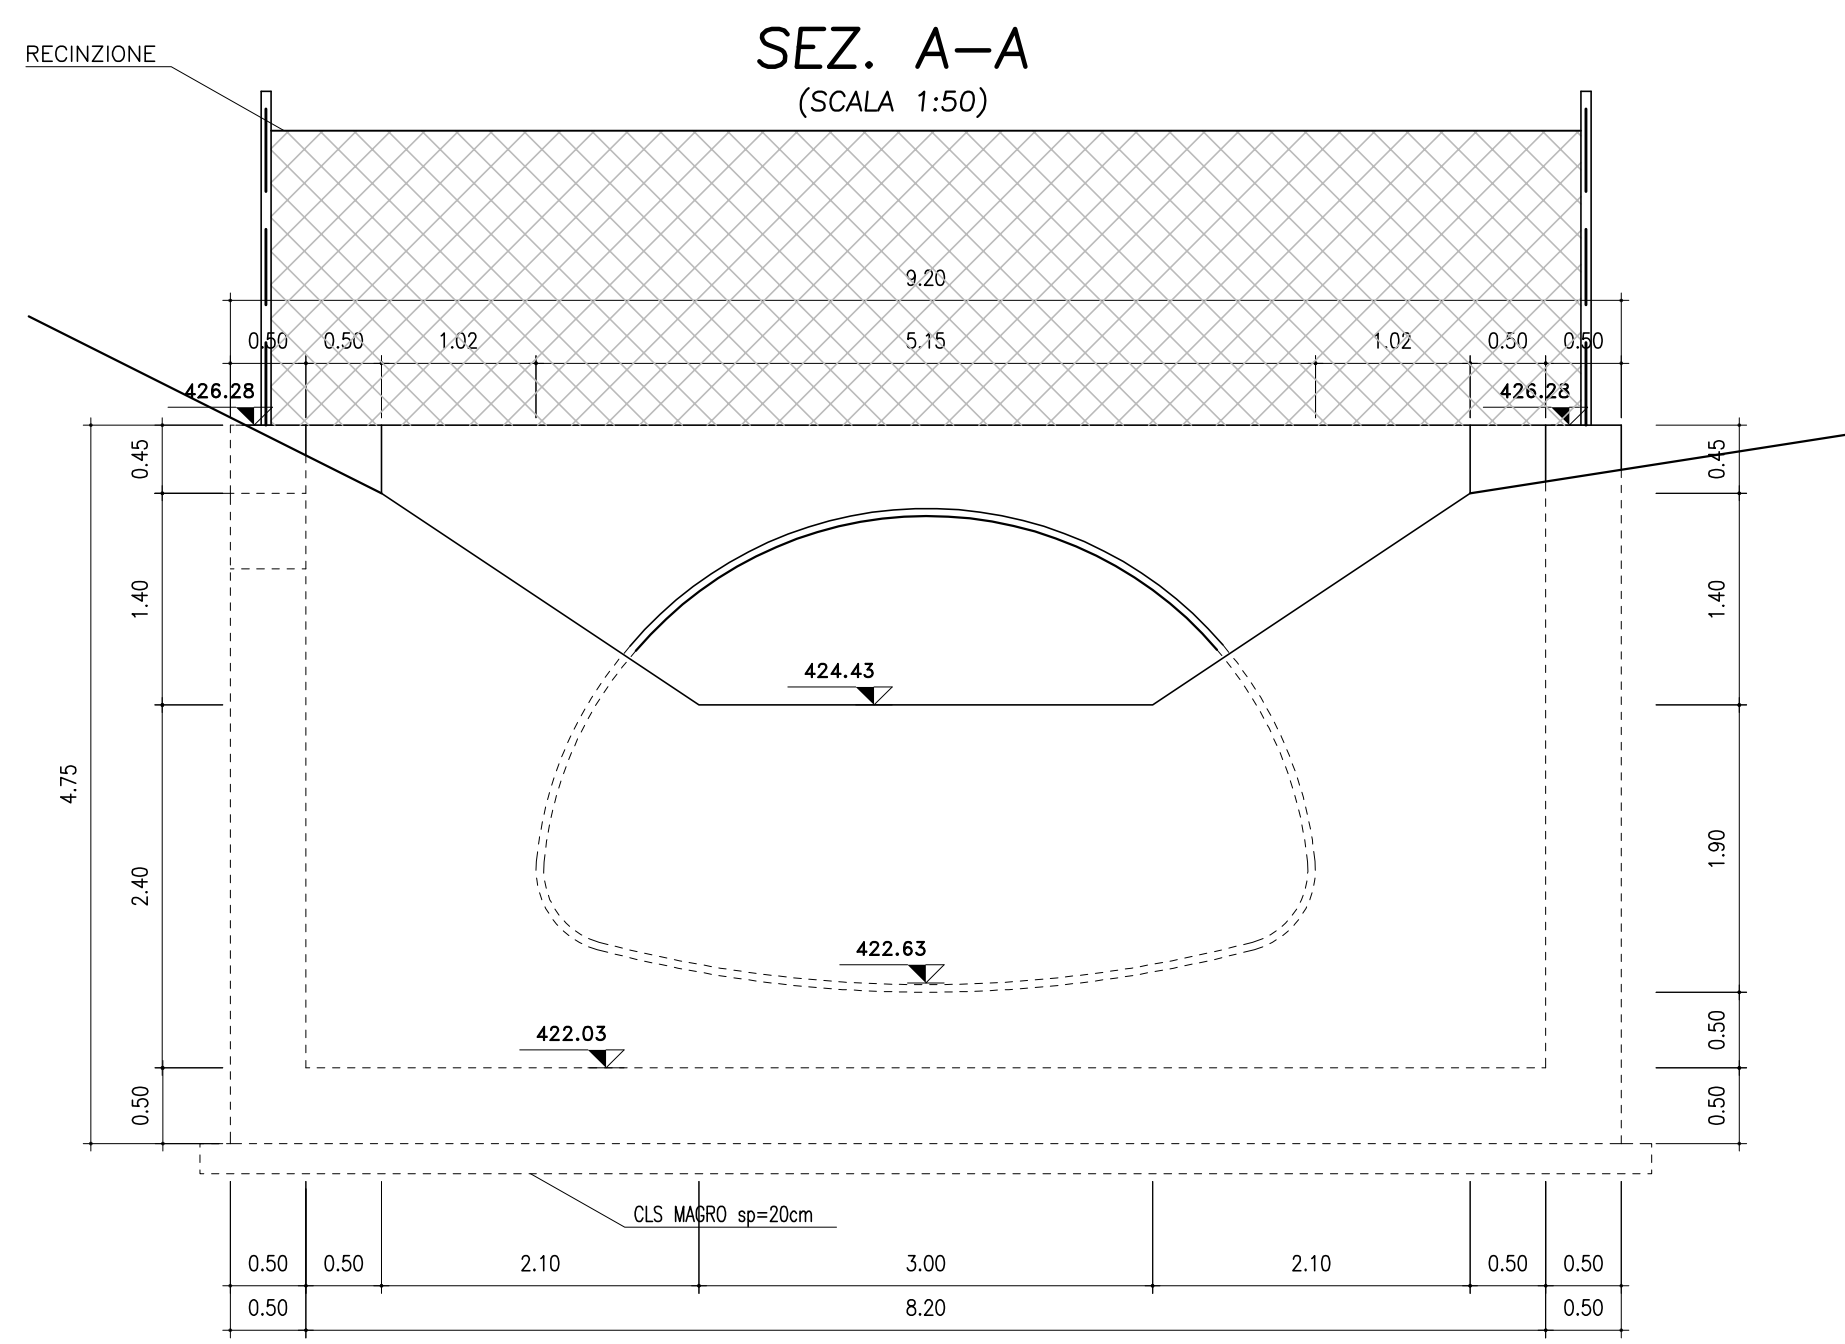 SEZ. A-A
RECINZIONE
(SCALA 1:50)
9.20
0.50 0.50 1.02 5.15 1.02 0.50 0.50
426.28 426.28
0.45 0.45
1.40 1.40
424.43
4.75
2.40 1.90
422.63
422.03
0.50
0.50 0.50
CLS MAGRO sp=20cm
0.50 0.50 2.10 3.00 2.10 0.50 0.50
0.50 8.20 0.50